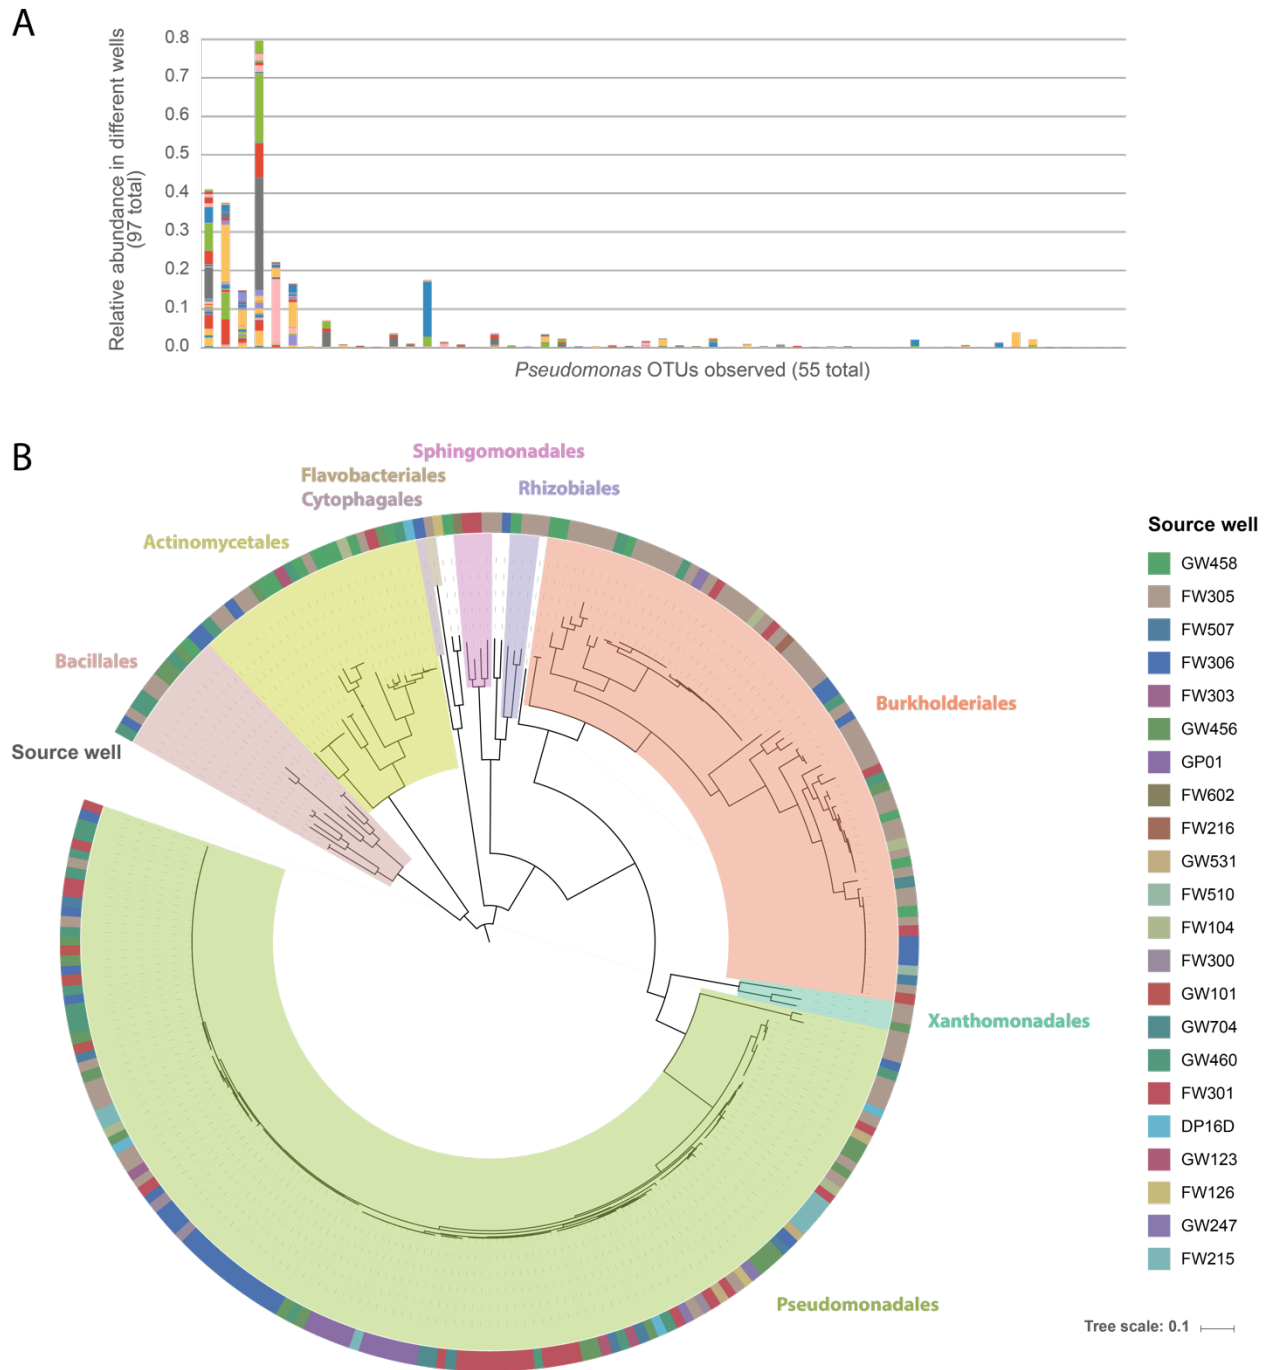 A
Relative abundance in different wells
(97 total)
0.8
0.7
0.6
0.5
0.4
0.3
0.2
0.1
0.0
Pseudomonas OTUs observed (55 total)
B
Sphingomonadales
Flavobacteriales
Cytophagales
Rhizobiales
Actinomycetales
Bacillales
Source well
Burkholderiales
Xanthomonadales
Pseudomonadales
Source well
GW458
FW305
FW507
FW306
FW303
GW456
GP01
FW602
FW216
GW531
FW510
FW104
FW300
GW101
GW704
GW460
FW301
DP16D
GW123
FW126
GW247
FW215
Tree scale: 0.1